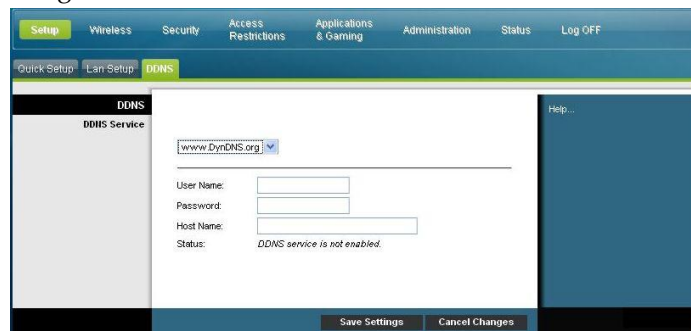 Setup Wireless Security Access Restrictions Applications & Gaming Administration Status Log OFF
Quick Setup Lan Setup DDNS
DDNS
DDNS Service
Help...
www.DynDNS.org
User Name:
Password:
Host Name:
Status: DDNS service is not enabled.
Save Settings Cancel Changes